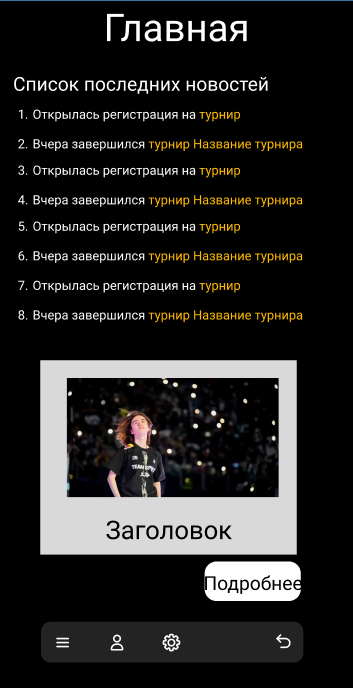 Главная
Список последних новостей
1. Открылась регистрация на турнир
2. Вчера завершился турнир Название турнира
3. Открылась регистрация на турнир
4. Вчера завершился турнир Название турнира
5. Открылась регистрация на турнир
6. Вчера завершился турнир Название турнира
7. Открылась регистрация на турнир
8. Вчера завершился турнир Название турнира
TEAM
Заголовок
Подробнее